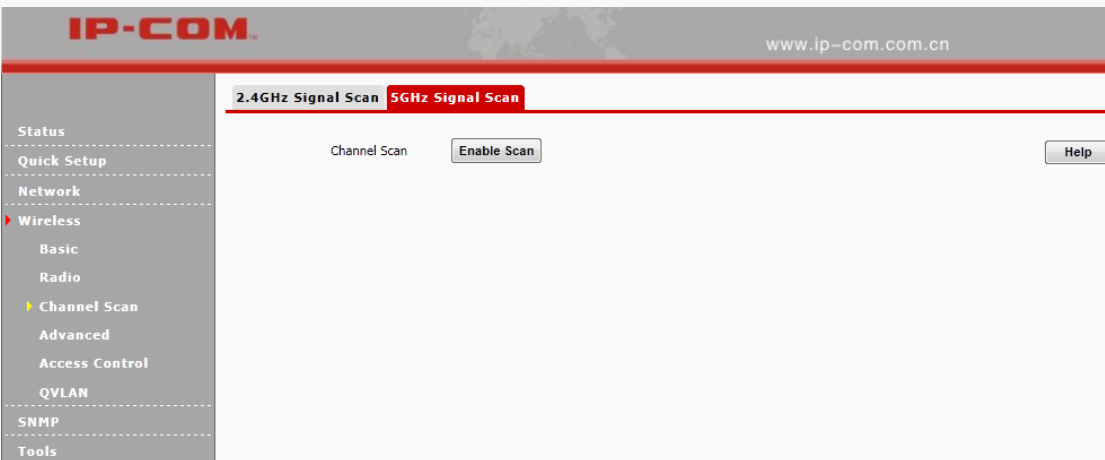 IP-COM
www.ip-com.com.cn
2.4GHz Signal Scan 5GHz Signal Scan
Status
Channel Scan Enable Scan Help
Quick Setup
Network
Wireless
Basic
Radio
Channel Scan
Advanced
Access Control
QVLAN
SNMP
Tools